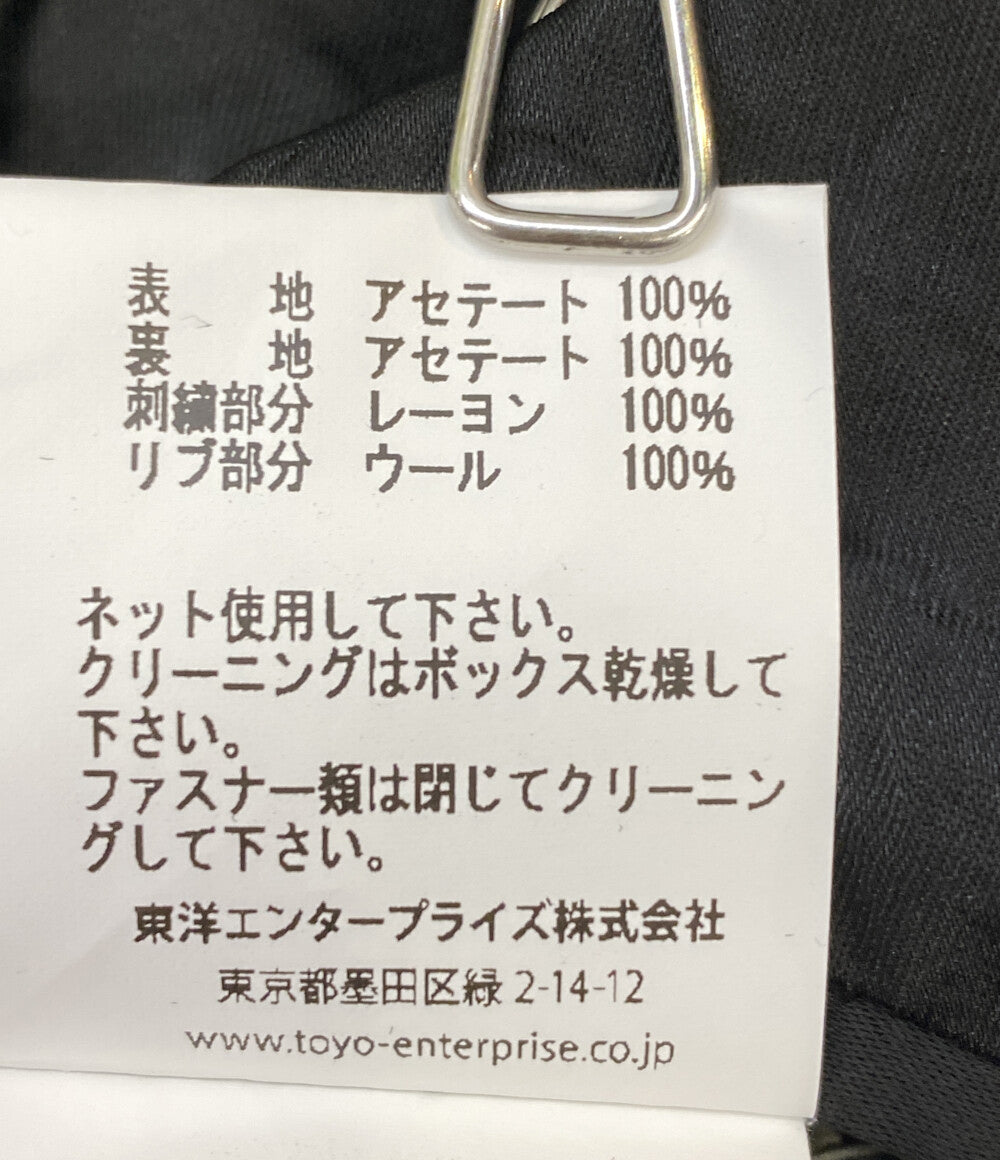 表　　地　アセテート 100%
裏　　地　アセテート 100%
刺繍部分　レーヨン　 100%
リブ部分　ウール　　 100%
ネット使用して下さい。
クリーニングはボックス乾燥して
下さい。
ファスナー類は閉じてクリーニン
グして下さい。
東洋エンタープライズ株式会社
東京都墨田区緑 2-14-12
www.toyo-enterprise.co.jp